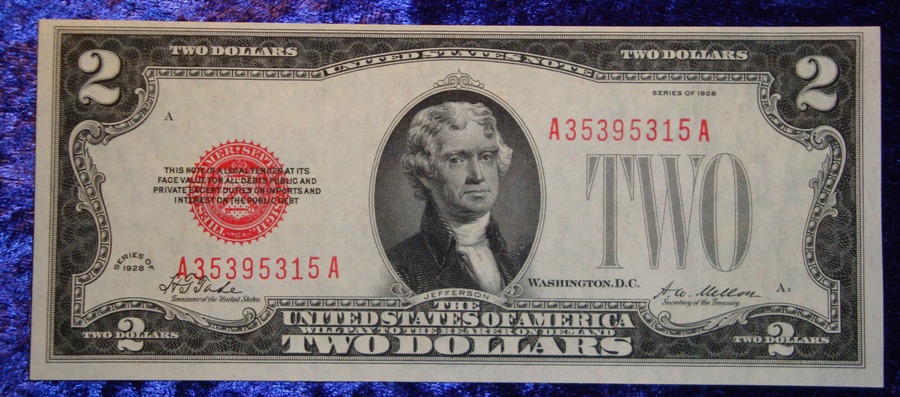 2 TWO DOLLARS UNITED STATES NOTE TWO DOLLARS 2
SERIES OF 1928
A
A35395315A
THIS NOTE IS A LEGAL TENDER AT ITS
FACE VALUE FOR ALL DEBTS PUBLIC AND
PRIVATE EXCEPT DUTIES ON IMPORTS AND
INTEREST ON THE PUBLIC DEBT
TWO
SERIES OF
1928
A35395315A
Treasurer of the United States.
JEFFERSON
WASHINGTON, D.C.
A.W. Mellon
Secretary of the Treasury.
A
THE
UNITED STATES OF AMERICA
WILL PAY TO THE BEARER ON DEMAND
TWO DOLLARS
2
TWO DOLLARS
2
TWO DOLLARS